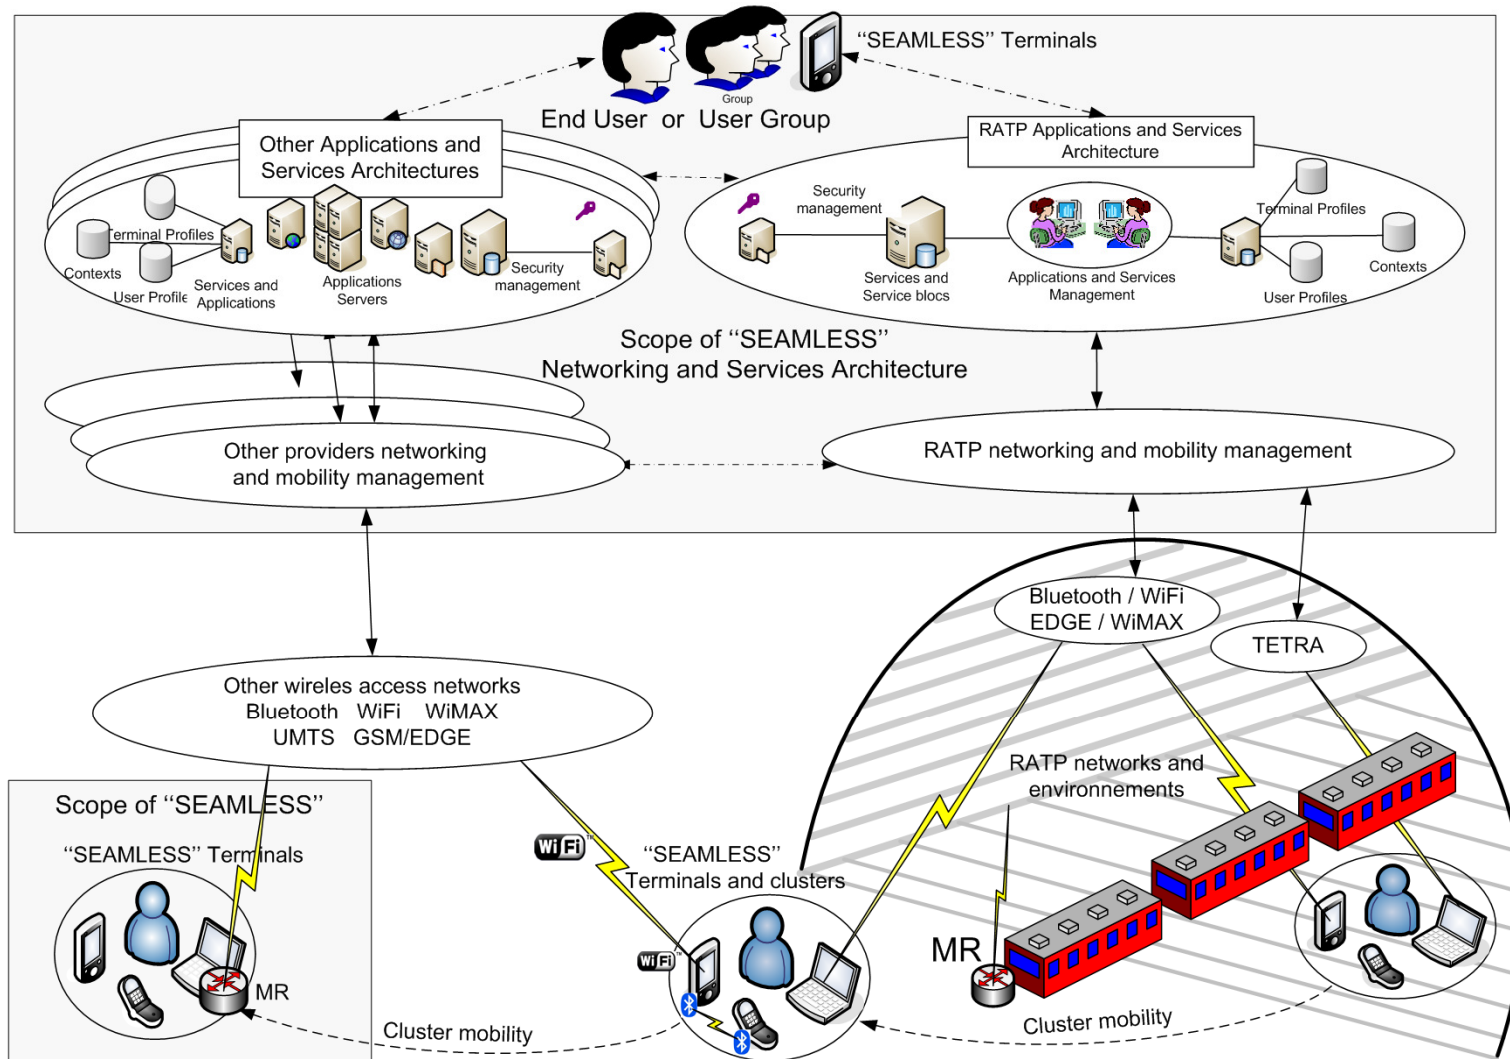 “SEAMLESS” Terminals
Group
End User or User Group
Other Applications and
Services Architectures
RATP Applications and Services
Architecture
Terminal Profiles
Contexts
User Profile
Services and
Applications
Applications
Servers
Security
management
Security
management
Services and
Service blocs
Applications and Services
Management
Terminal Profiles
Contexts
User Profiles
Scope of “SEAMLESS”
Networking and Services Architecture
Other providers networking
and mobility management
RATP networking and mobility management
Bluetooth / WiFi
EDGE / WiMAX
TETRA
Other wireles access networks
Bluetooth WiFi WiMAX
UMTS GSM/EDGE
RATP networks and
environnements
Scope of “SEAMLESS”
“SEAMLESS” Terminals
MR
WiFi™
“SEAMLESS”
Terminals and clusters
WiFi™
MR
Cluster mobility
Cluster mobility